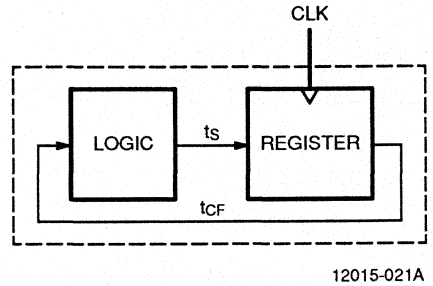 CLK
LOGIC
tS
REGISTER
tCF
12015-021A